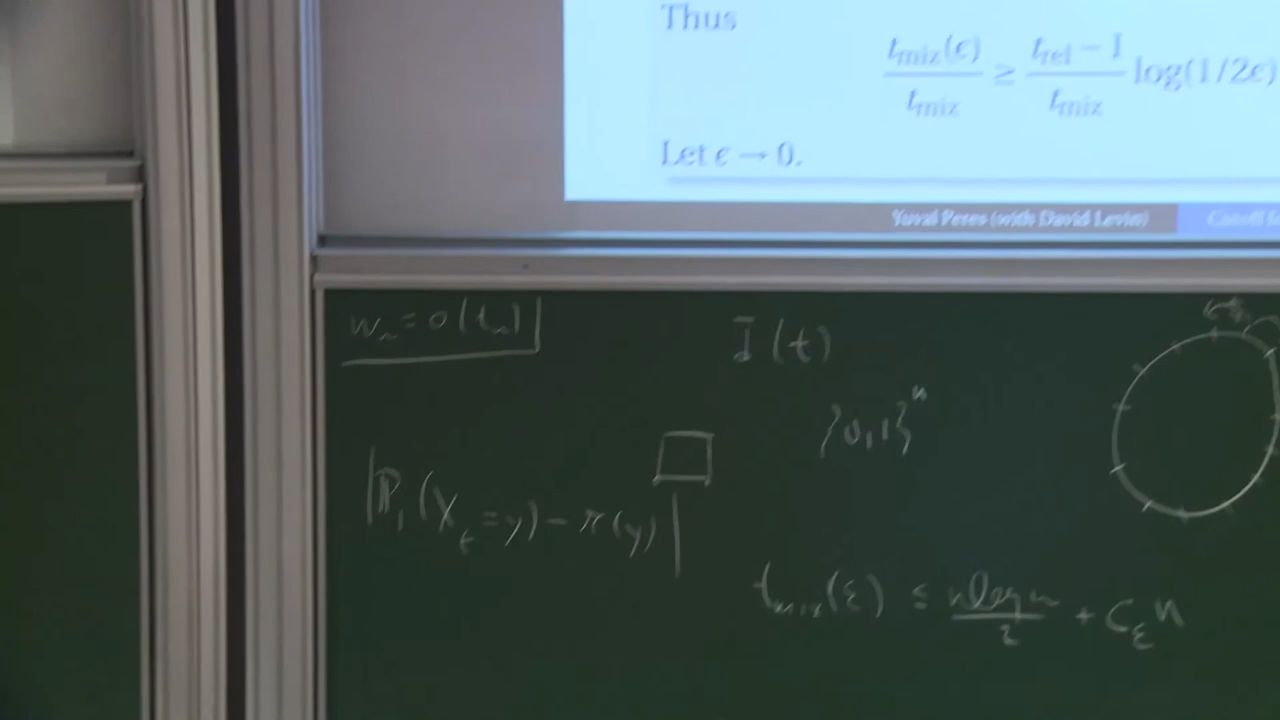 Thus
t_mix(ϵ) / t_mix ≥ (t_rel − 1) / t_mix log(1/2ϵ)
Let ϵ → 0.
Yuval Peres (with David Levin)
Cutoff
w_n = o(t_n)
I(t)
{0,1}^n
|P_1(X_t = y) − π(y)|
t_mix(ε) ≤ n log n / 2 + C_ε n